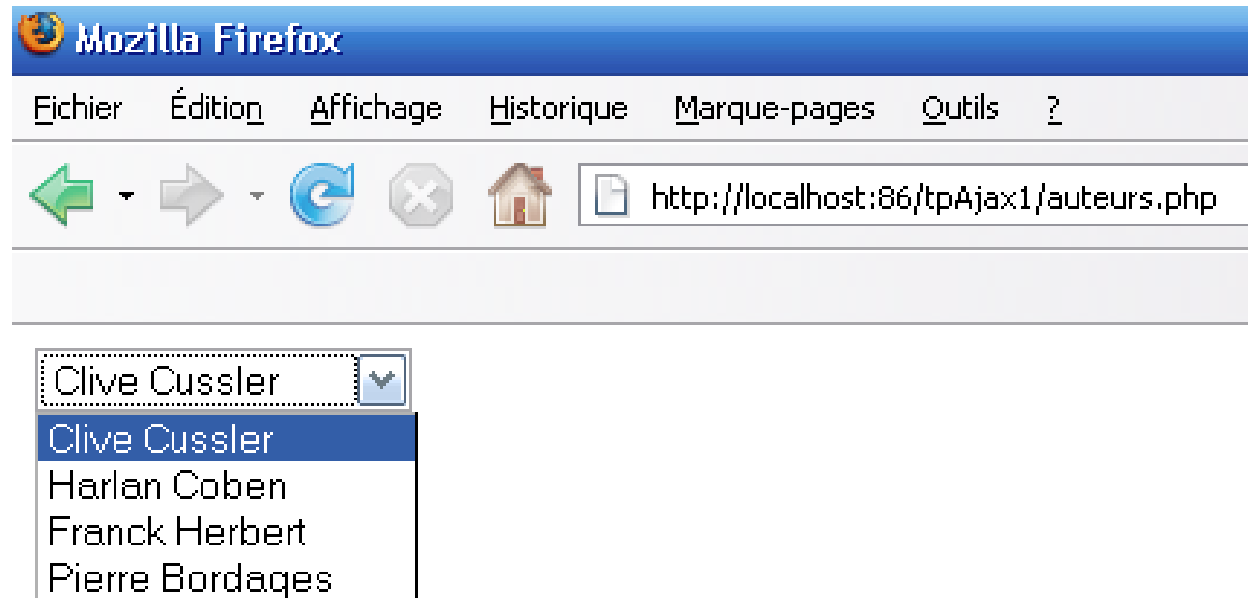 Mozilla Firefox
Fichier Édition Affichage Historique Marque-pages Outils ?
http://localhost:86/tpAjax1/auteurs.php
Clive Cussler
Clive Cussler
Harlan Coben
Franck Herbert
Pierre Bordages